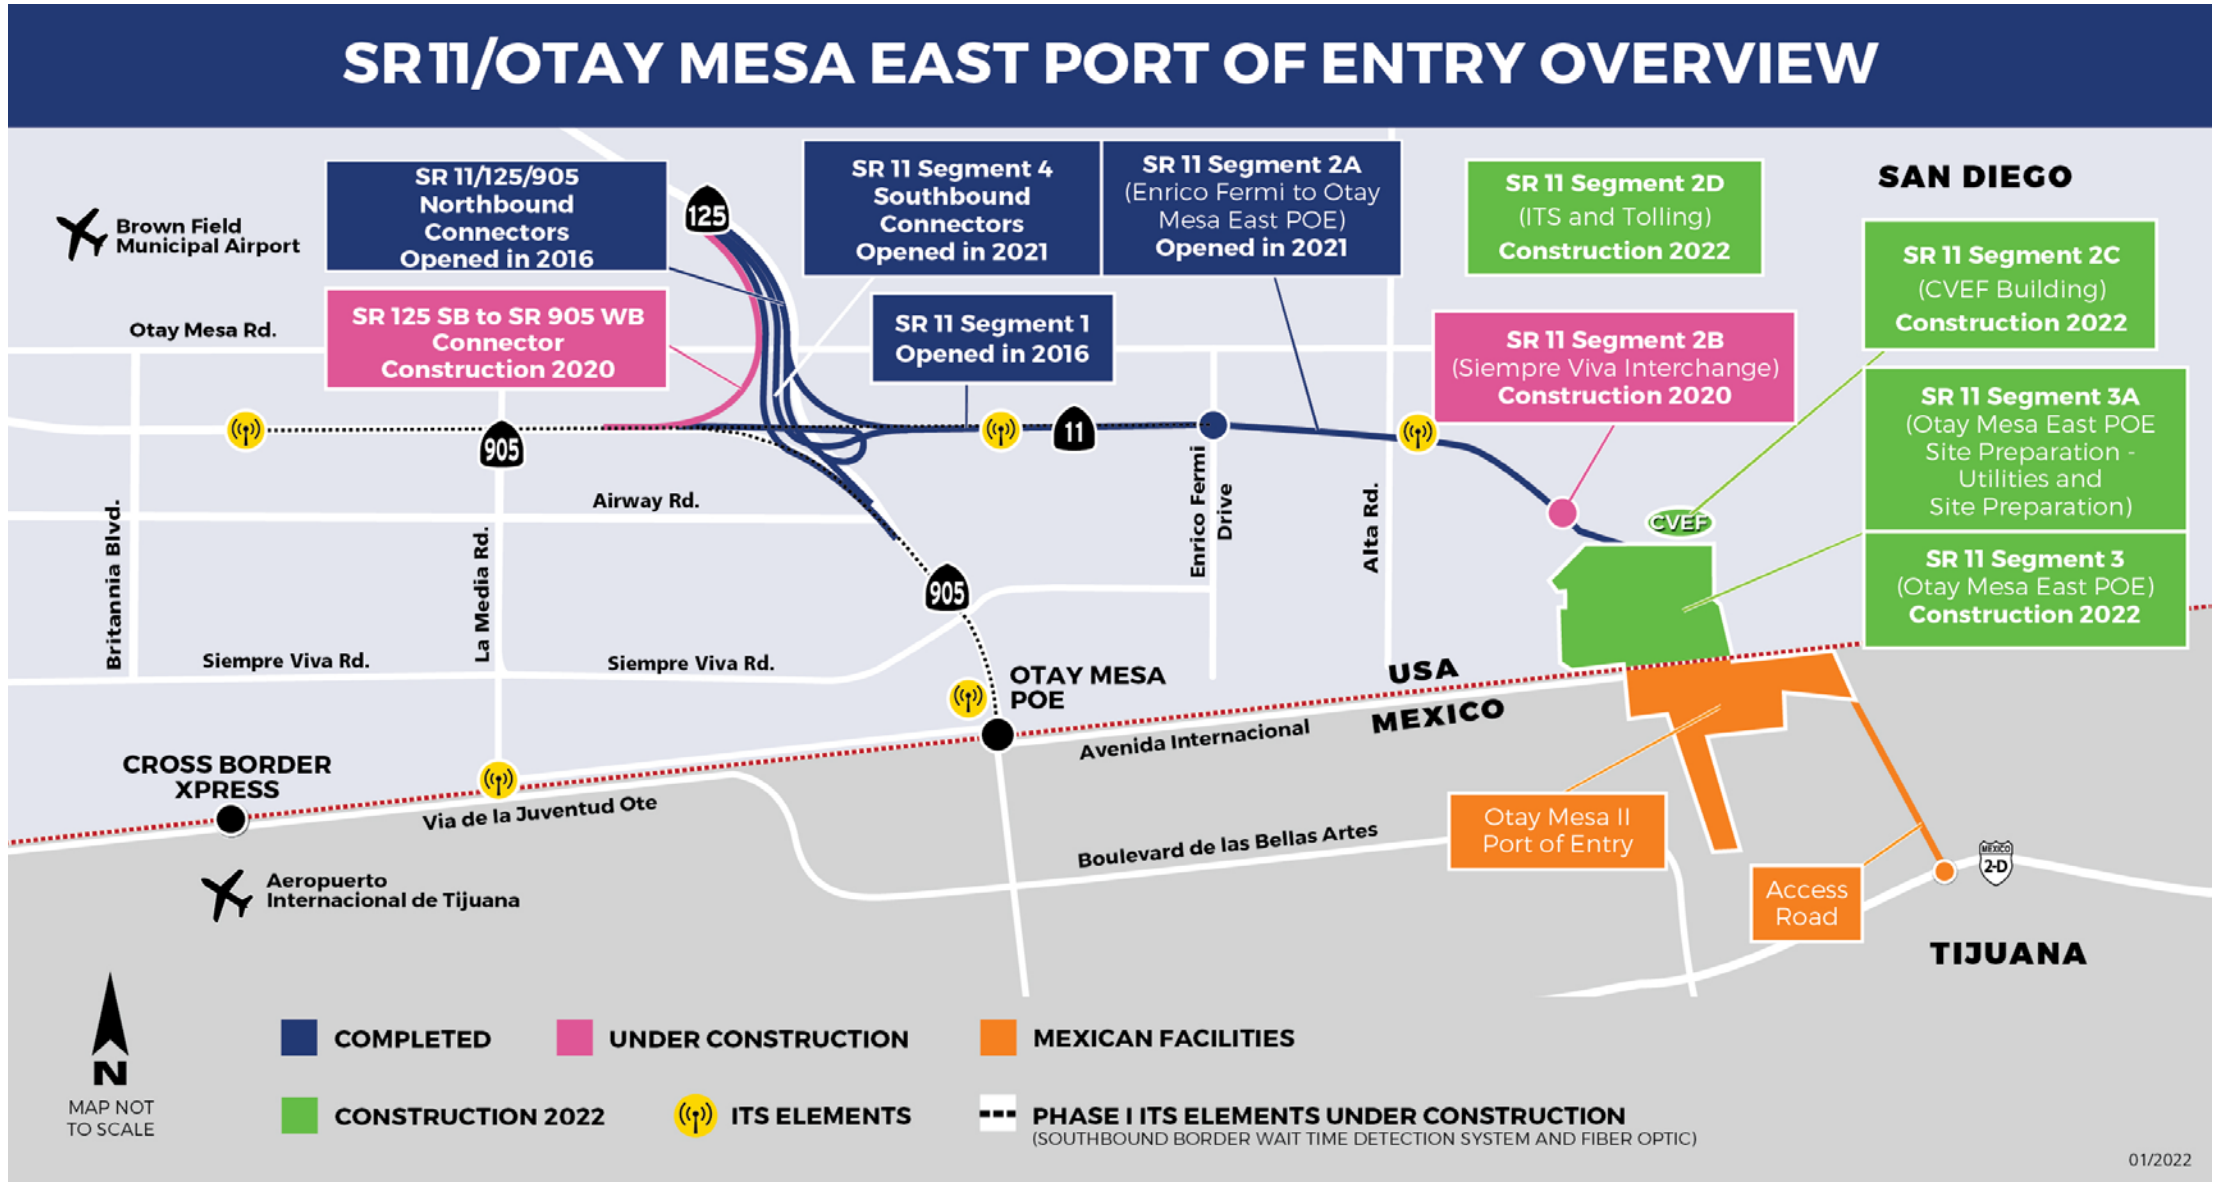 SR11/OTAY MESA EAST PORT OF ENTRY OVERVIEW
SR 11/125/905
Northbound
Connectors
Opened in 2016
125
SR 11 Segment 4
Southbound
Connectors
Opened in 2021
SR 11 Segment 2A
(Enrico Fermi to Otay
Mesa East POE)
Opened in 2021
SR 11 Segment 2D
(ITS and Tolling)
Construction 2022
SAN DIEGO
Brown Field
Municipal Airport
SR 11 Segment 2C
(CVEF Building)
Construction 2022
SR 125 SB to SR 905 WB
Connector
Construction 2020
Otay Mesa Rd.
SR 11 Segment 1
Opened in 2016
SR 11 Segment 2B
(Siempre Viva Interchange)
Construction 2020
SR 11 Segment 3A
(Otay Mesa East POE
Site Preparation -
Utilities and
Site Preparation)
905
11
Airway Rd.
Britannia Blvd.
La Media Rd.
Enrico Fermi
Drive
Alta Rd.
CVEF
SR 11 Segment 3
(Otay Mesa East POE)
Construction 2022
905
Siempre Viva Rd.
Siempre Viva Rd.
OTAY MESA
POE
USA
MEXICO
Avenida Internacional
CROSS BORDER
XPRESS
Via de la Juventud Ote
Boulevard de las Bellas Artes
Otay Mesa II
Port of Entry
MEXICO
2-D
Access
Road
Aeropuerto
Internacional de Tijuana
TIJUANA
N
MAP NOT
TO SCALE
COMPLETED
UNDER CONSTRUCTION
MEXICAN FACILITIES
CONSTRUCTION 2022
ITS ELEMENTS
PHASE I ITS ELEMENTS UNDER CONSTRUCTION
(SOUTHBOUND BORDER WAIT TIME DETECTION SYSTEM AND FIBER OPTIC)
01/2022